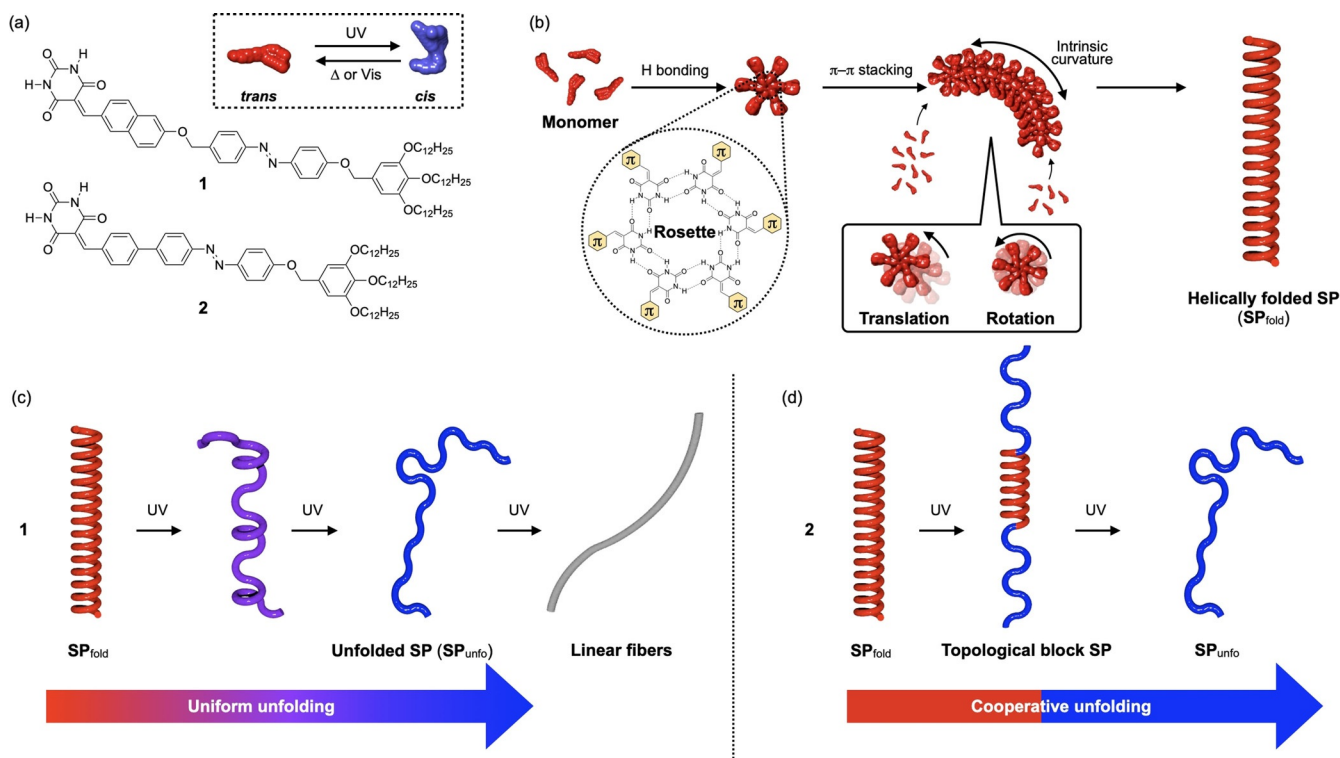 (a)
UV
Δ or Vis
trans
cis
O
H
N
O
N
H
O
O
N
N
O
OC12H25
OC12H25
OC12H25
1
O
H
N
O
N
H
O
N
N
O
OC12H25
OC12H25
OC12H25
2
(b)
Monomer
H bonding
π–π stacking
Intrinsic
curvature
π
π
π
π
π
π
Rosette
Translation
Rotation
Helically folded SP
(SPfold)
(c)
1
UV
UV
UV
SPfold
Unfolded SP (SPunfo)
Linear fibers
Uniform unfolding
(d)
2
UV
UV
SPfold
Topological block SP
SPunfo
Cooperative unfolding